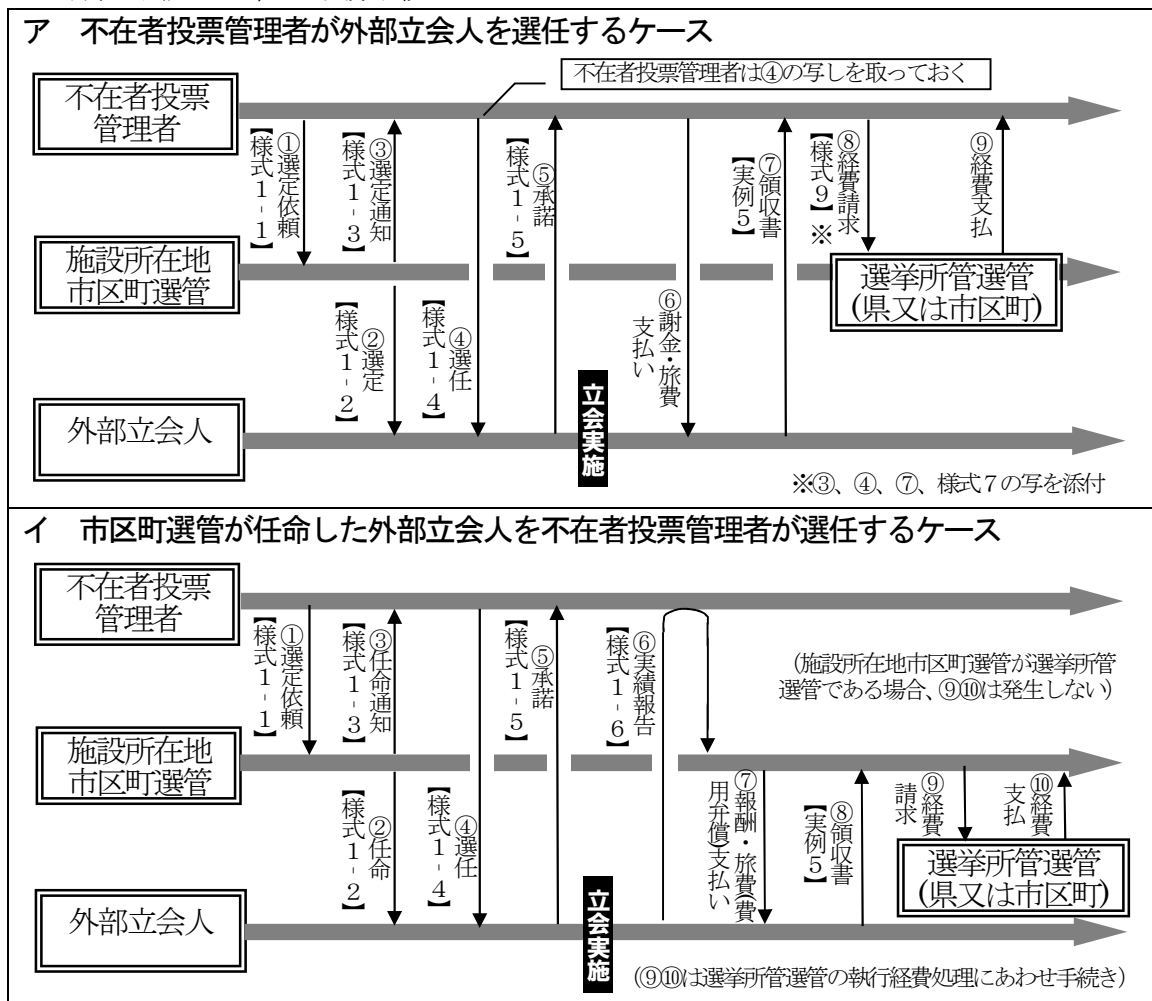 ア　不在者投票管理者が外部立会人を選任するケース
不在者投票管理者は④の写しを取っておく
不在者投票
管理者
①選定依頼
【様式１-１】
③選定通知
【様式１-３】
⑤承諾
【様式１-５】
⑦領収書
【実例５】
⑧経費請求
【様式９】※
⑨経費支払
施設所在地
市区町選管
選挙所管選管
(県又は市区町)
②選定
【様式１-２】
④選任
【様式１-４】
⑥謝金・旅費
支払い
立会実施
外部立会人
※③、④、⑦、様式７の写を添付
イ　市区町選管が任命した外部立会人を不在者投票管理者が選任するケース
不在者投票
管理者
①選定依頼
【様式１-１】
③任命通知
【様式１-３】
⑤承諾
【様式１-５】
⑥実績報告
【様式１-６】
(施設所在地市区町選管が選挙所管
選管である場合、⑨⑩は発生しない)
施設所在地
市区町選管
②任命
【様式１-２】
④選任
【様式１-４】
⑦報酬・旅費(費
用弁償)支払い
⑧領収書
【実例５】
⑨経費
請求
⑩経費
支払
選挙所管選管
(県又は市区町)
立会実施
外部立会人
(⑨⑩は選挙所管選管の執行経費処理にあわせ手続き)